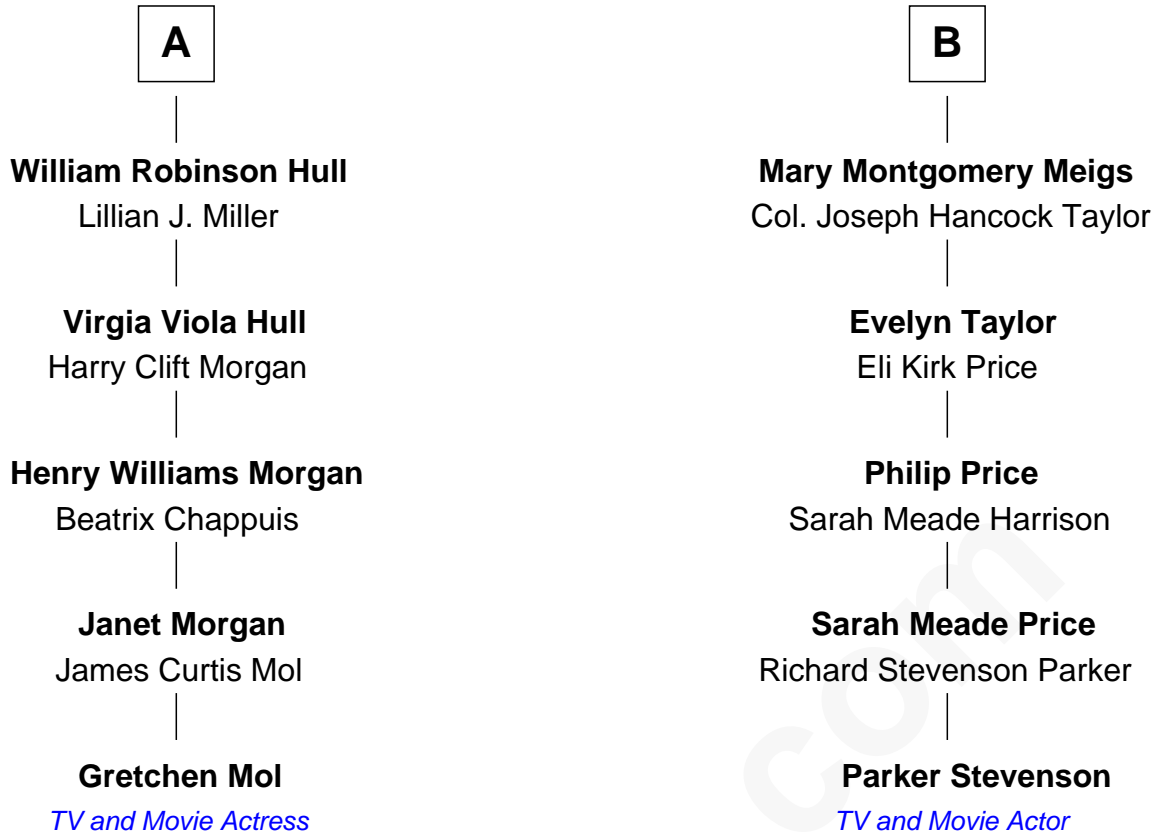 A
B
William Robinson Hull
Lillian J. Miller
Mary Montgomery Meigs
Col. Joseph Hancock Taylor
Virgia Viola Hull
Harry Clift Morgan
Evelyn Taylor
Eli Kirk Price
Henry Williams Morgan
Beatrix Chappuis
Philip Price
Sarah Meade Harrison
Janet Morgan
James Curtis Mol
Sarah Meade Price
Richard Stevenson Parker
Gretchen Mol
TV and Movie Actress
Parker Stevenson
TV and Movie Actor
com